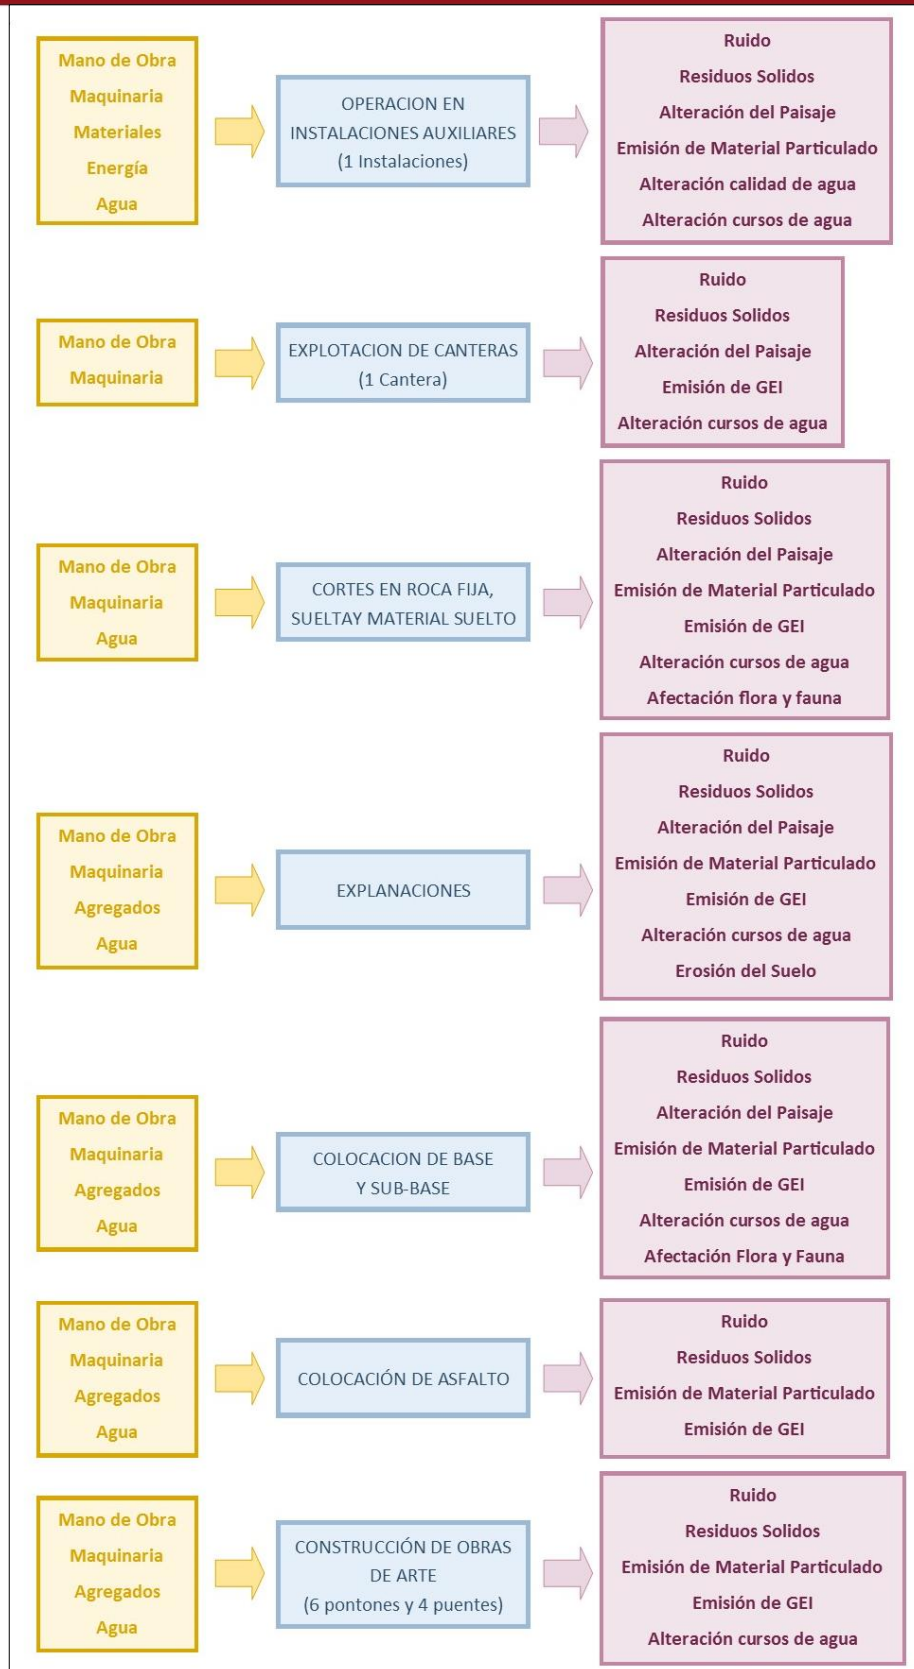 Mano de Obra
Maquinaria
Materiales
Energía
Agua
OPERACION EN
INSTALACIONES AUXILIARES
(1 Instalaciones)
Ruido
Residuos Solidos
Alteración del Paisaje
Emisión de Material Particulado
Alteración calidad de agua
Alteración cursos de agua
Mano de Obra
Maquinaria
EXPLOTACION DE CANTERAS
(1 Cantera)
Ruido
Residuos Solidos
Alteración del Paisaje
Emisión de GEI
Alteración cursos de agua
Mano de Obra
Maquinaria
Agua
CORTES EN ROCA FIJA,
SUELTAY MATERIAL SUELTO
Ruido
Residuos Solidos
Alteración del Paisaje
Emisión de Material Particulado
Emisión de GEI
Alteración cursos de agua
Afectación flora y fauna
Mano de Obra
Maquinaria
Agregados
Agua
EXPLANACIONES
Ruido
Residuos Solidos
Alteración del Paisaje
Emisión de Material Particulado
Emisión de GEI
Alteración cursos de agua
Erosión del Suelo
Mano de Obra
Maquinaria
Agregados
Agua
COLOCACION DE BASE
Y SUB-BASE
Ruido
Residuos Solidos
Alteración del Paisaje
Emisión de Material Particulado
Emisión de GEI
Alteración cursos de agua
Afectación Flora y Fauna
Mano de Obra
Maquinaria
Agregados
Agua
COLOCACIÓN DE ASFALTO
Ruido
Residuos Solidos
Emisión de Material Particulado
Emisión de GEI
Mano de Obra
Maquinaria
Agregados
Agua
CONSTRUCCIÓN DE OBRAS
DE ARTE
(6 pontones y 4 puentes)
Ruido
Residuos Solidos
Emisión de Material Particulado
Emisión de GEI
Alteración cursos de agua